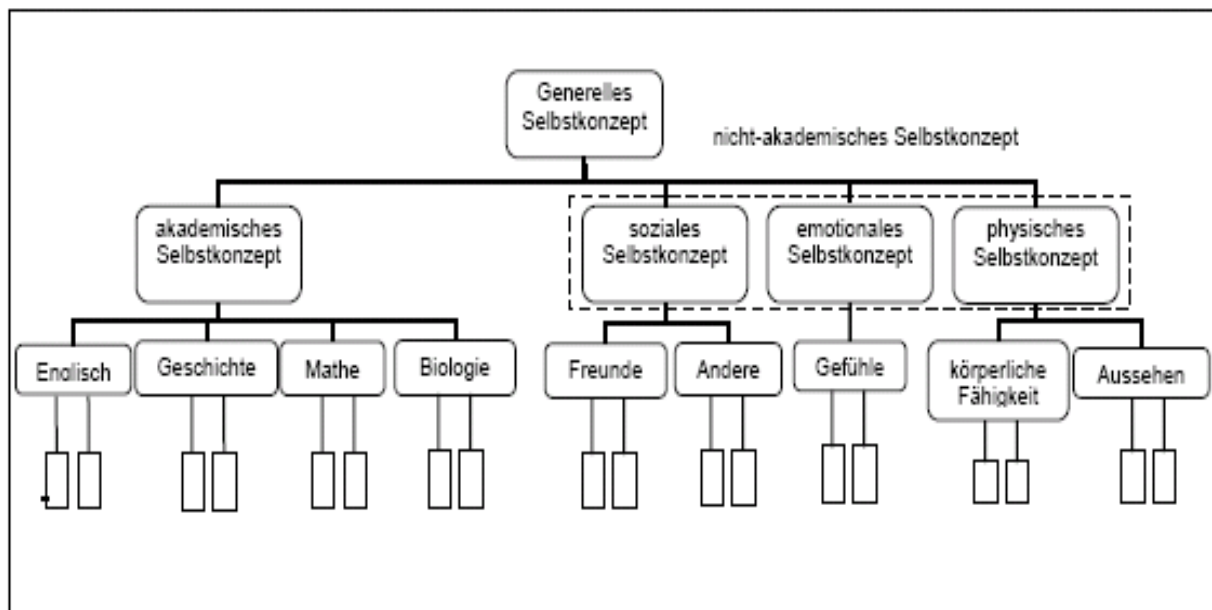 Generelles
Selbstkonzept
nicht-akademisches Selbstkonzept
akademisches
Selbstkonzept
soziales
Selbstkonzept
emotionales
Selbstkonzept
physisches
Selbstkonzept
Englisch
Geschichte
Mathe
Biologie
Freunde
Andere
Gefühle
körperliche
Fähigkeit
Aussehen